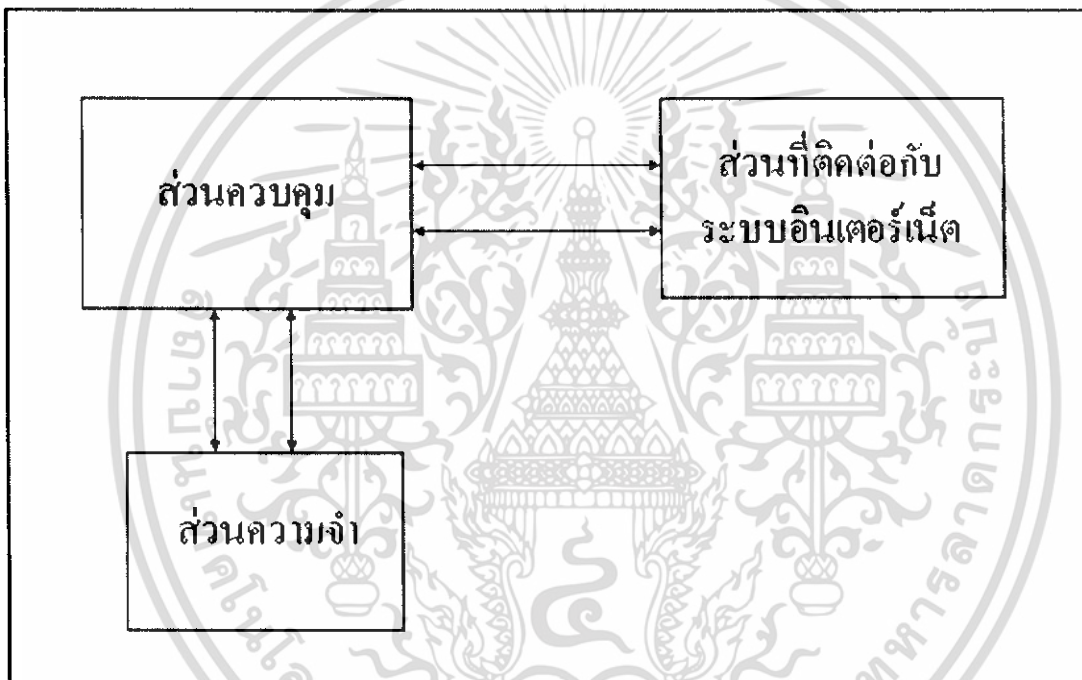 ส่วนควบคุม
ส่วนที่ติดต่อกับ
ระบบอินเตอร์เน็ต
ส่วนความจำ